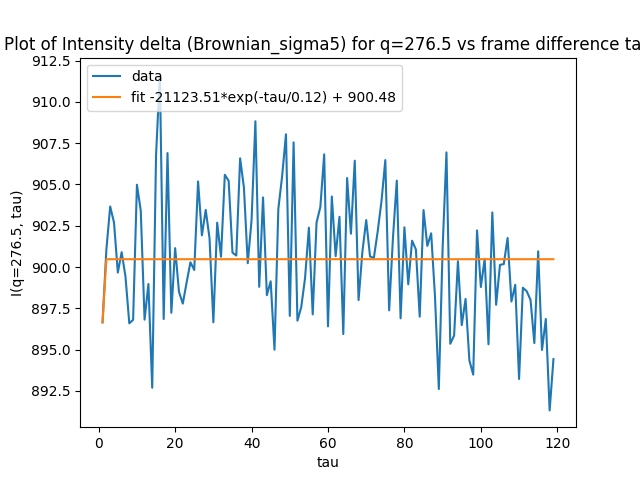 Plot of Intensity delta (Brownian_sigma5) for q=276.5 vs frame difference ta
912.5
910.0
907.5
905.0
902.5
900.0
897.5
895.0
892.5
I(q=276.5, tau)
data
fit -21123.51*exp(-tau/0.12) + 900.48
0 20 40 60 80 100 120
tau